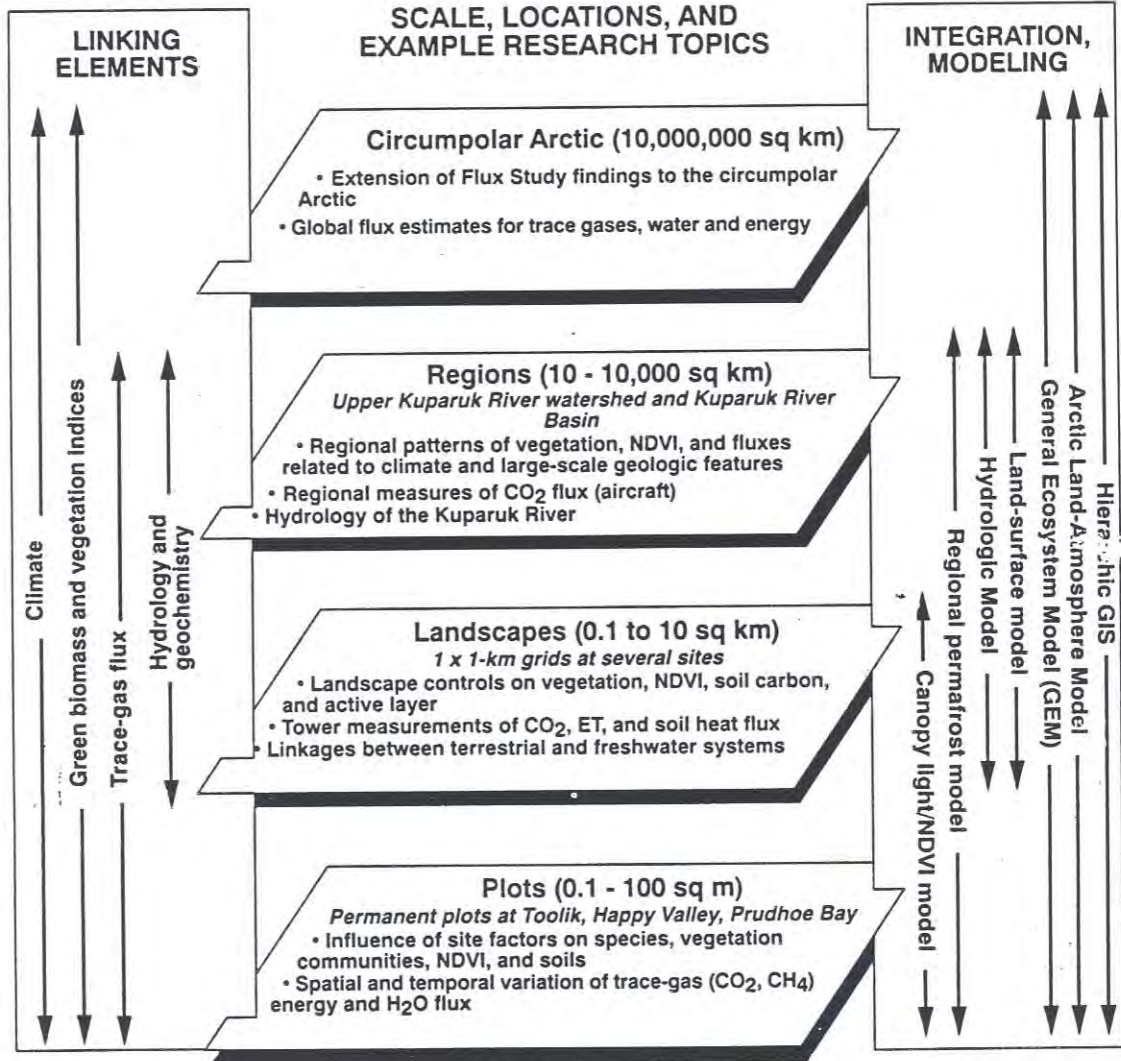 LINKING
ELEMENTS
SCALE, LOCATIONS, AND
EXAMPLE RESEARCH TOPICS
INTEGRATION,
MODELING
Circumpolar Arctic (10,000,000 sq km)
• Extension of Flux Study findings to the circumpolar
Arctic
• Global flux estimates for trace gases, water and energy
Regions (10 - 10,000 sq km)
Upper Kuparuk River watershed and Kuparuk River
Basin
• Regional patterns of vegetation, NDVI, and fluxes
related to climate and large-scale geologic features
• Regional measures of CO₂ flux (aircraft)
• Hydrology of the Kuparuk River
Landscapes (0.1 to 10 sq km)
1 x 1-km grids at several sites
• Landscape controls on vegetation, NDVI, soil carbon,
and active layer
• Tower measurements of CO₂, ET, and soil heat flux
• Linkages between terrestrial and freshwater systems
Plots (0.1 - 100 sq m)
Permanent plots at Toolik, Happy Valley, Prudhoe Bay
• Influence of site factors on species, vegetation
communities, NDVI, and soils
• Spatial and temporal variation of trace-gas (CO₂, CH₄)
energy and H₂O flux
Climate
Green biomass and vegetation indices
Trace-gas flux
Hydrology and
geochemistry
Canopy light/NDVI model
Regional permafrost model
Hydrologic Model
Land-surface model
General Ecosystem Model (GEM)
Arctic Land-Atmosphere Model
Hierarchic GIS